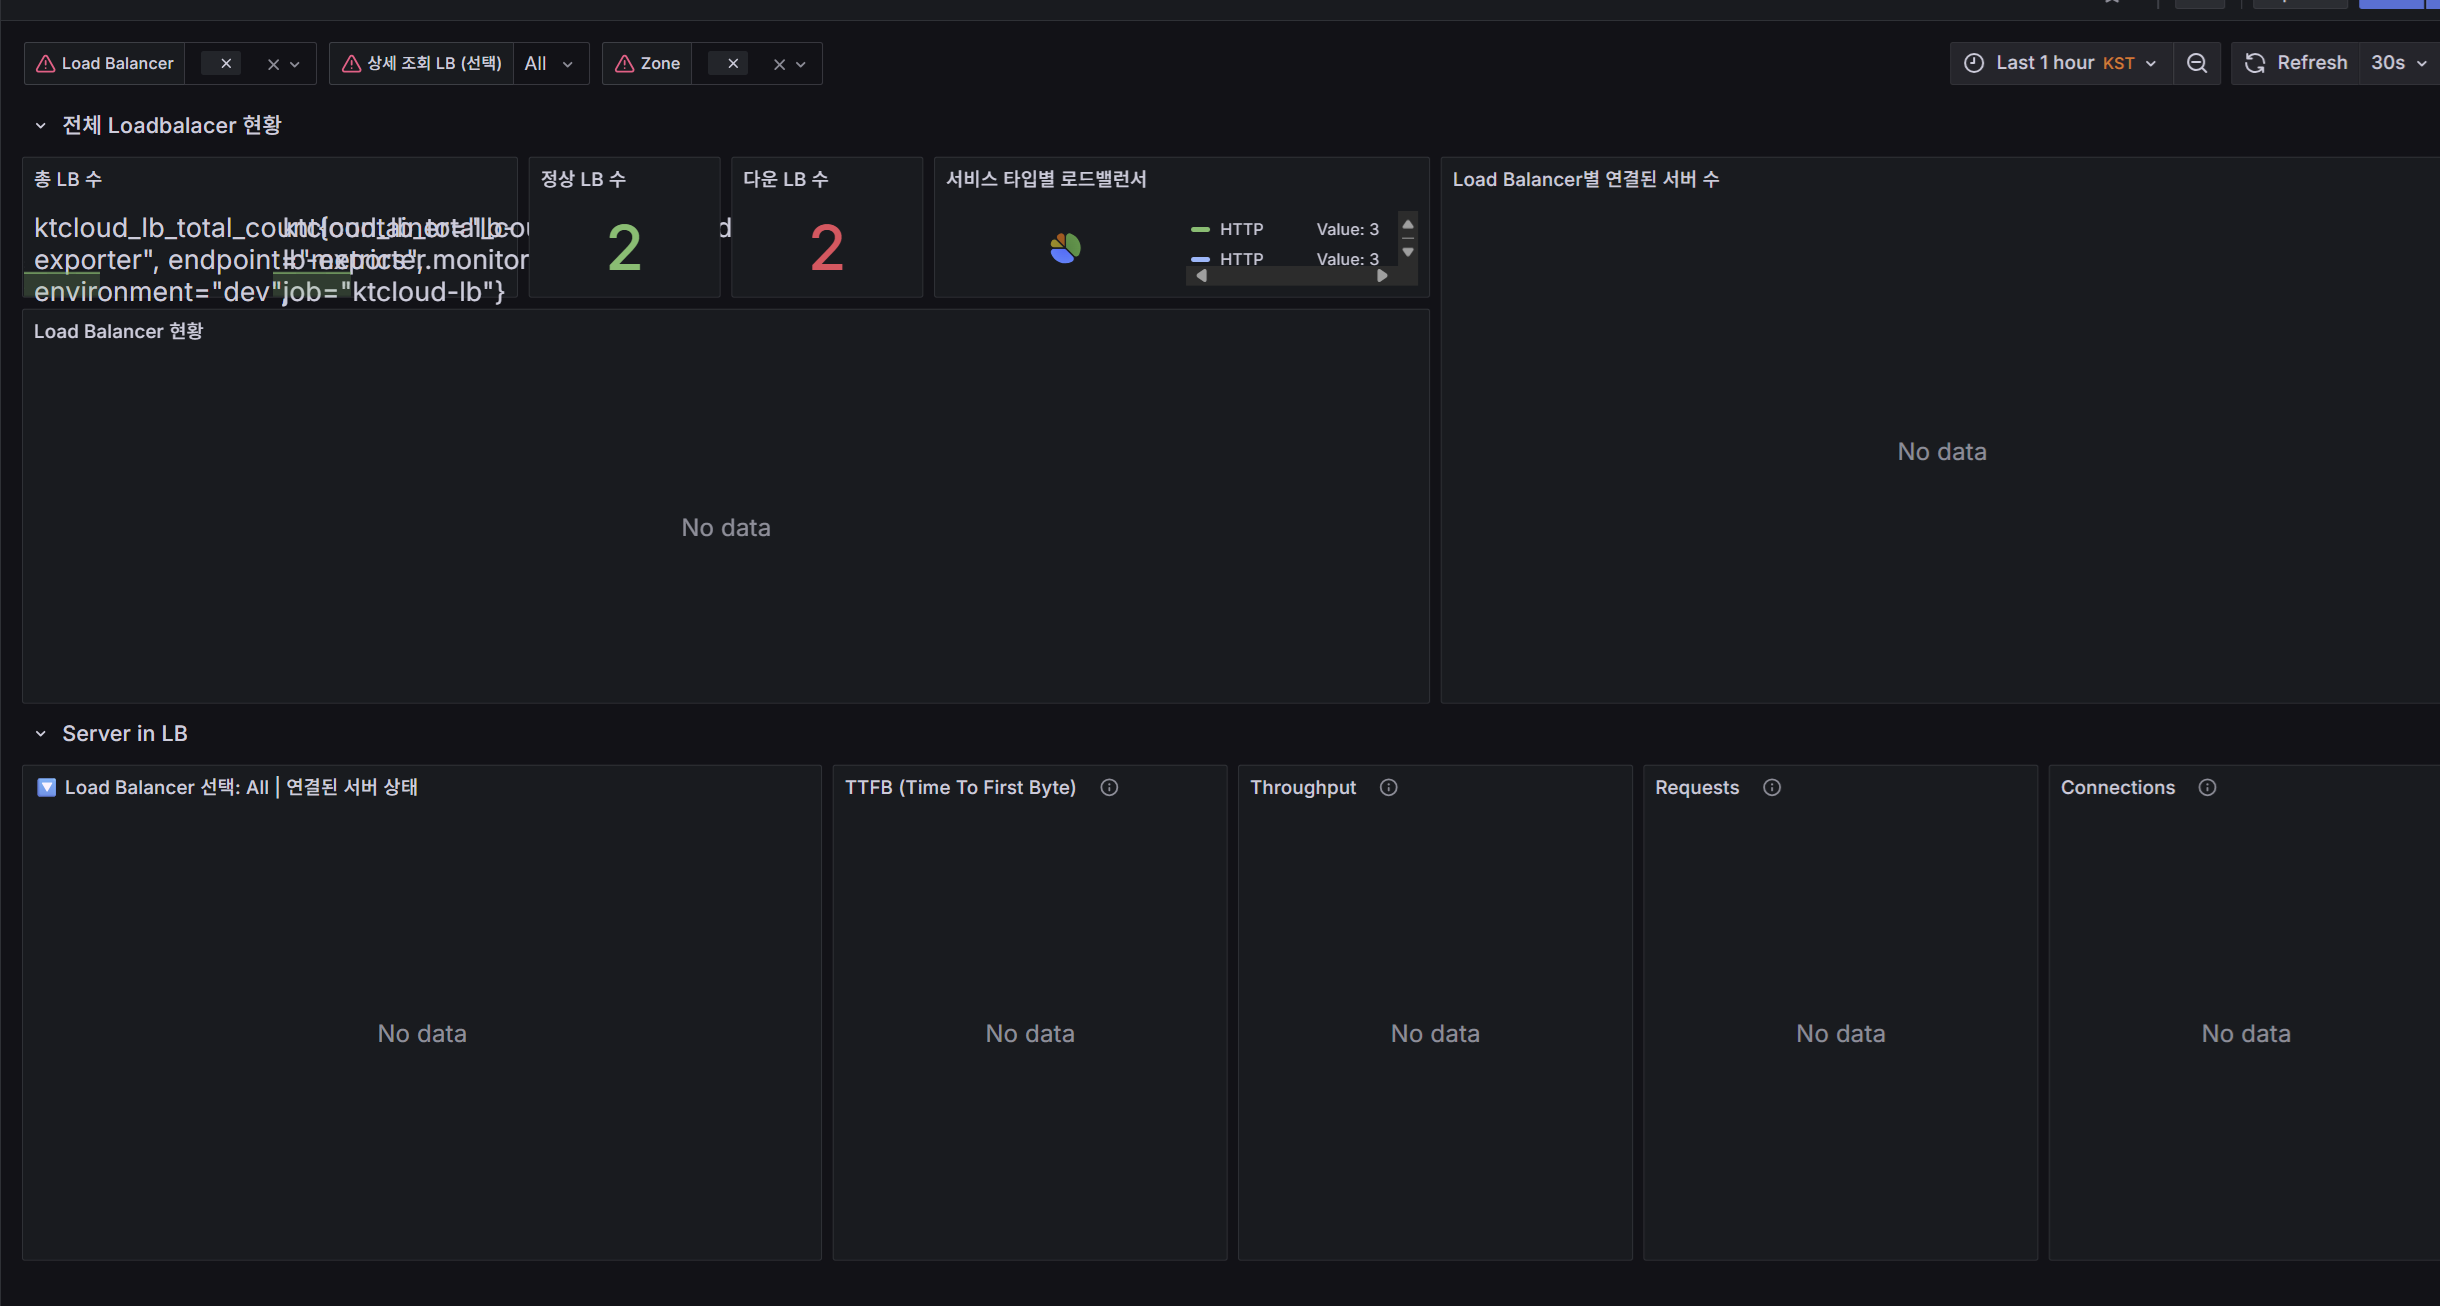 Load Balancer
상세 조회 LB (선택) All
Zone
Last 1 hour KST
Refresh 30s
전체 Loadbalacer 현황
총 LB 수
exporter", endpoint
environment="dev"
job="ktcloud-lb"}
정상 LB 수
2
다운 LB 수
2
서비스 타입별 로드밸런서
HTTP Value: 3
HTTP Value: 3
Load Balancer별 연결된 서버 수
No data
Load Balancer 현황
No data
Server in LB
Load Balancer 선택: All | 연결된 서버 상태
No data
TTFB (Time To First Byte)
No data
Throughput
No data
Requests
No data
Connections
No data